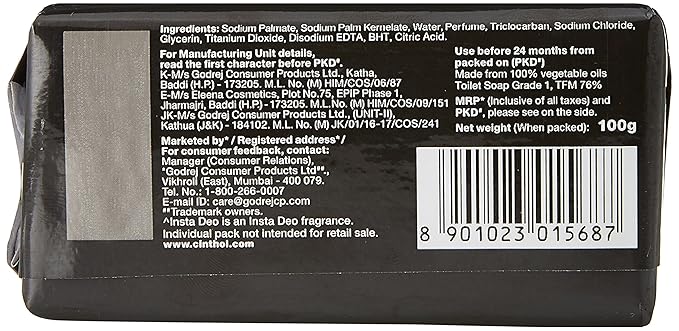 Ingredients: Sodium Palmate, Sodium Palm Kernelate, Water, Perfume, Triclocarban, Sodium Chloride,
Glycerin, Titanium Dioxide, Disodium EDTA, BHT, Citric Acid.
For Manufacturing Unit details,
read the first character before PKD#.
K-M/s Godrej Consumer Products Ltd., Katha,
Baddi (H.P.) - 173205. M.L. No. (M) HIM/COS/06/67
E-M/s Eleena Cosmetics, Plot No.75, EPIP Phase 1,
Jharmajri, Baddi (H.P.) - 173205. M.L. No. (M) HIM/COS/09/151
JK-M/s Godrej Consumer Products Ltd., (UNIT-II),
Kathua (J&K) - 184102. M.L. No. (M) JK/01/16-17/COS/241
Marketed by* / Registered address*/
For consumer feedback, contact:
Manager (Consumer Relations),
*Godrej Consumer Products Ltd##.,
Vikhroli (East), Mumbai - 400 079.
Tel. No.: 1-800-266-0007
E-mail ID: care@godrejcp.com
##Trademark owners.
^Insta Deo is an Insta Deo fragrance.
Individual pack not intended for retail sale.
www.cinthol.com
Use before 24 months from
packed on (PKD#)
Made from 100% vegetable oils
Toilet Soap Grade 1, TFM 76%
MRP* (Inclusive of all taxes) and
PKD#, please see on the side.
Net weight (When packed): 100g
8 901023 015687